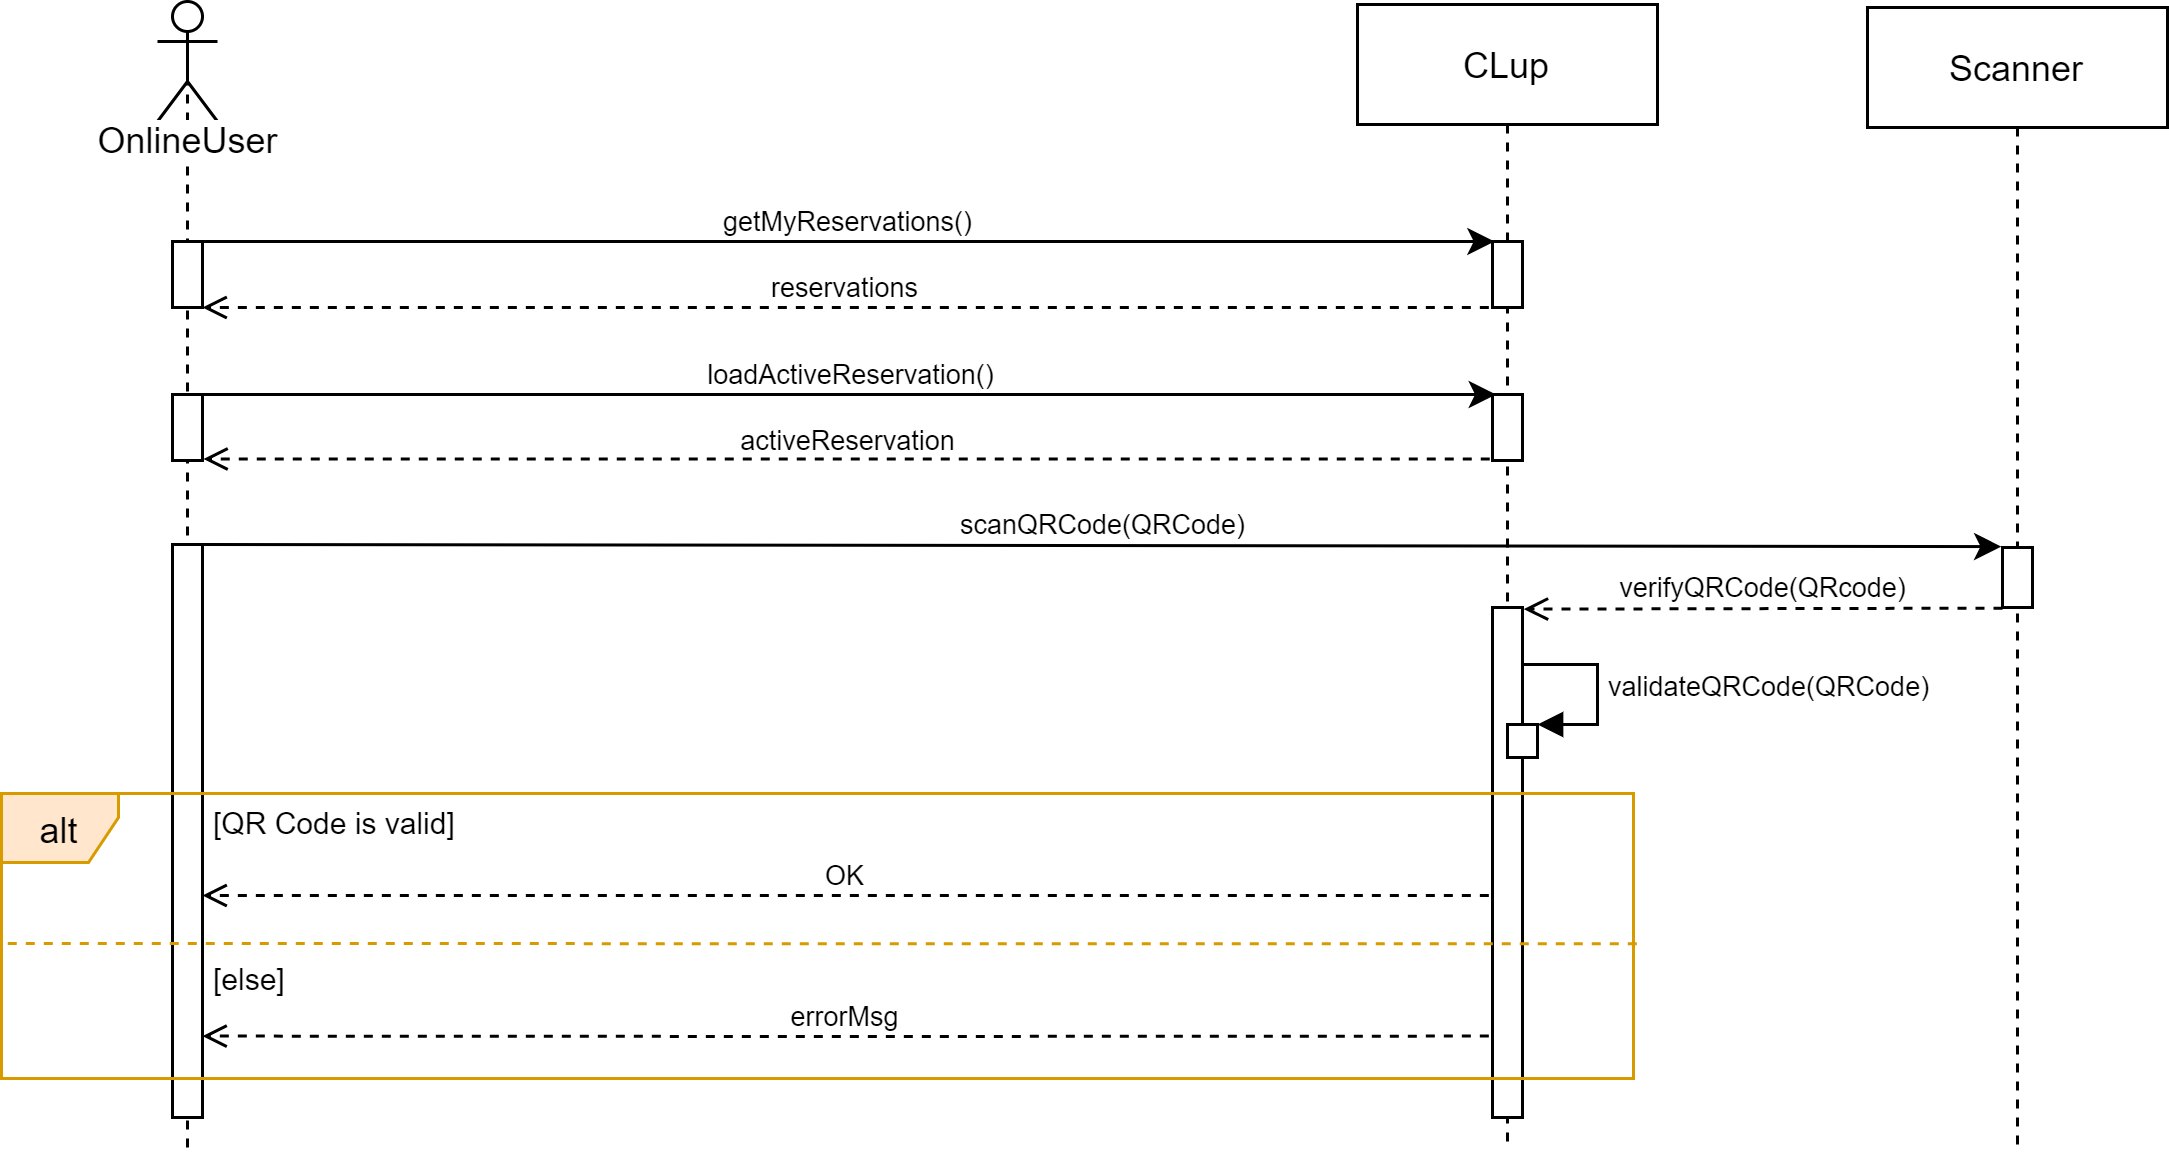 OnlineUser
CLup
Scanner
getMyReservations()
reservations
loadActiveReservation()
activeReservation
scanQRCode(QRCode)
verifyQRCode(QRcode)
validateQRCode(QRCode)
alt
[QR Code is valid]
OK
[else]
errorMsg